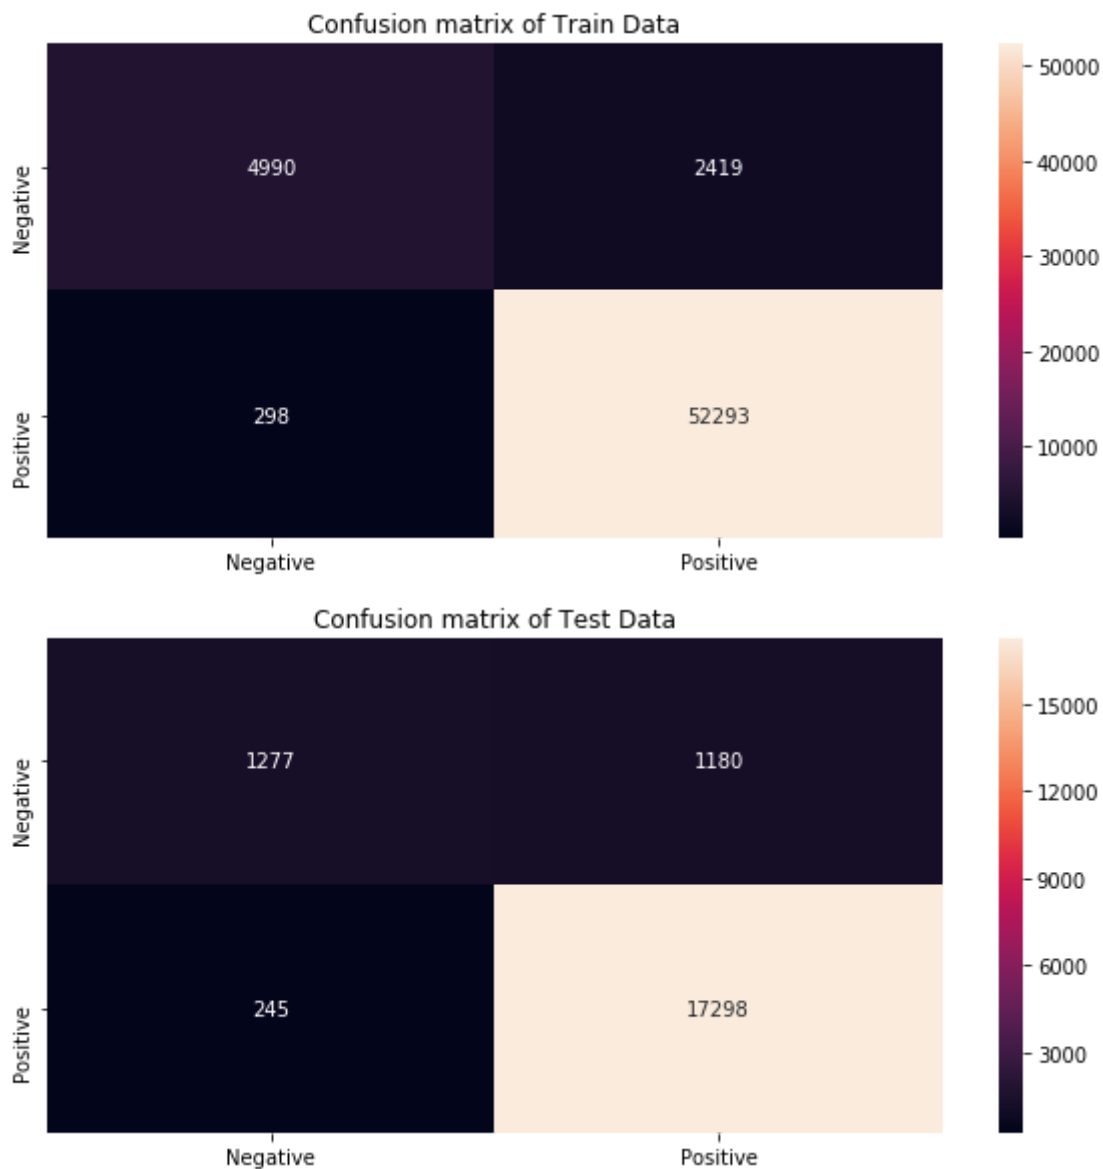 Confusion matrix of Train Data
50000
4990 2419
40000
Negative
30000
20000
298 52293
Positive
10000
Negative Positive
Confusion matrix of Test Data
15000
1277 1180
12000
Negative
9000
6000
245 17298
Positive
3000
Negative Positive